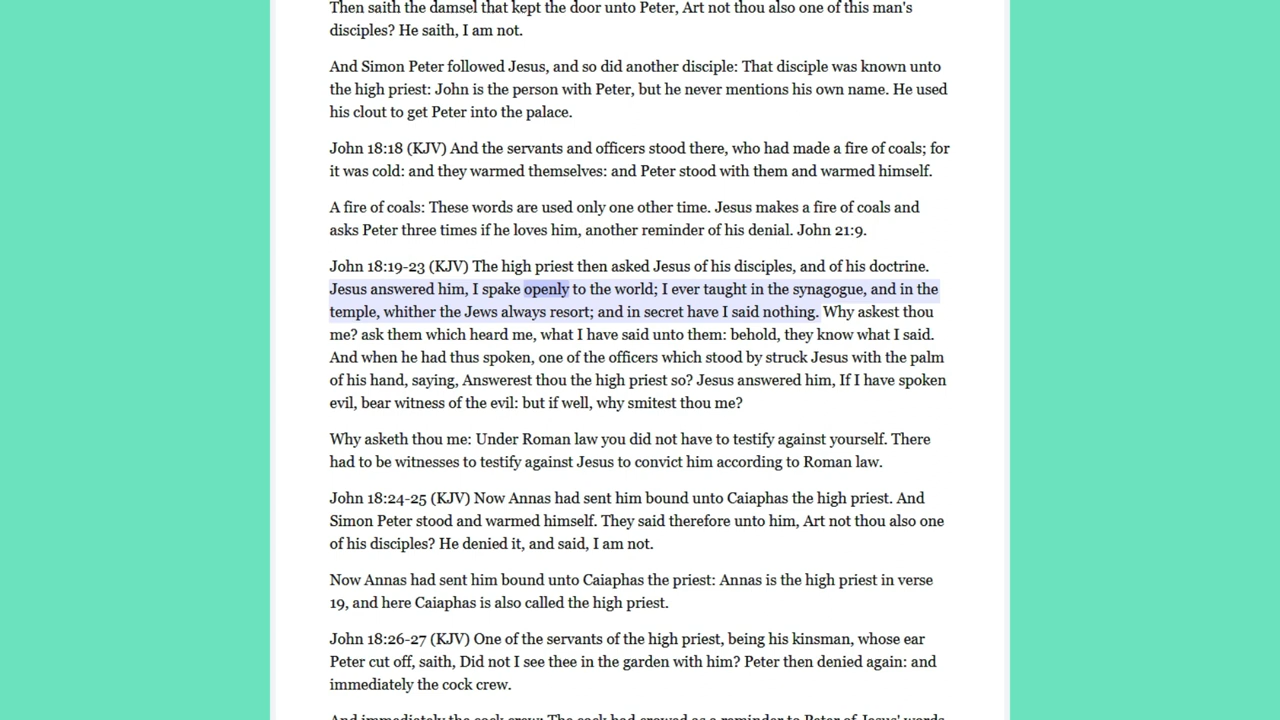 Then saith the damsel that kept the door unto Peter, Art not thou also one of this man's
disciples? He saith, I am not.
And Simon Peter followed Jesus, and so did another disciple: That disciple was known unto
the high priest: John is the person with Peter, but he never mentions his own name. He used
his clout to get Peter into the palace.
John 18:18 (KJV) And the servants and officers stood there, who had made a fire of coals; for
it was cold: and they warmed themselves: and Peter stood with them and warmed himself.
A fire of coals: These words are used only one other time. Jesus makes a fire of coals and
asks Peter three times if he loves him, another reminder of his denial. John 21:9.
John 18:19-23 (KJV) The high priest then asked Jesus of his disciples, and of his doctrine.
Jesus answered him, I spake openly to the world; I ever taught in the synagogue, and in the
temple, whither the Jews always resort; and in secret have I said nothing. Why askest thou
me? ask them which heard me, what I have said unto them: behold, they know what I said.
And when he had thus spoken, one of the officers which stood by struck Jesus with the palm
of his hand, saying, Answerest thou the high priest so? Jesus answered him, If I have spoken
evil, bear witness of the evil: but if well, why smitest thou me?
Why asketh thou me: Under Roman law you did not have to testify against yourself. There
had to be witnesses to testify against Jesus to convict him according to Roman law.
John 18:24-25 (KJV) Now Annas had sent him bound unto Caiaphas the high priest. And
Simon Peter stood and warmed himself. They said therefore unto him, Art not thou also one
of his disciples? He denied it, and said, I am not.
Now Annas had sent him bound unto Caiaphas the priest: Annas is the high priest in verse
19, and here Caiaphas is also called the high priest.
John 18:26-27 (KJV) One of the servants of the high priest, being his kinsman, whose ear
Peter cut off, saith, Did not I see thee in the garden with him? Peter then denied again: and
immediately the cock crew.
And immediately the cock crew: The cock had crowed as a reminder to Peter of Jesus' words